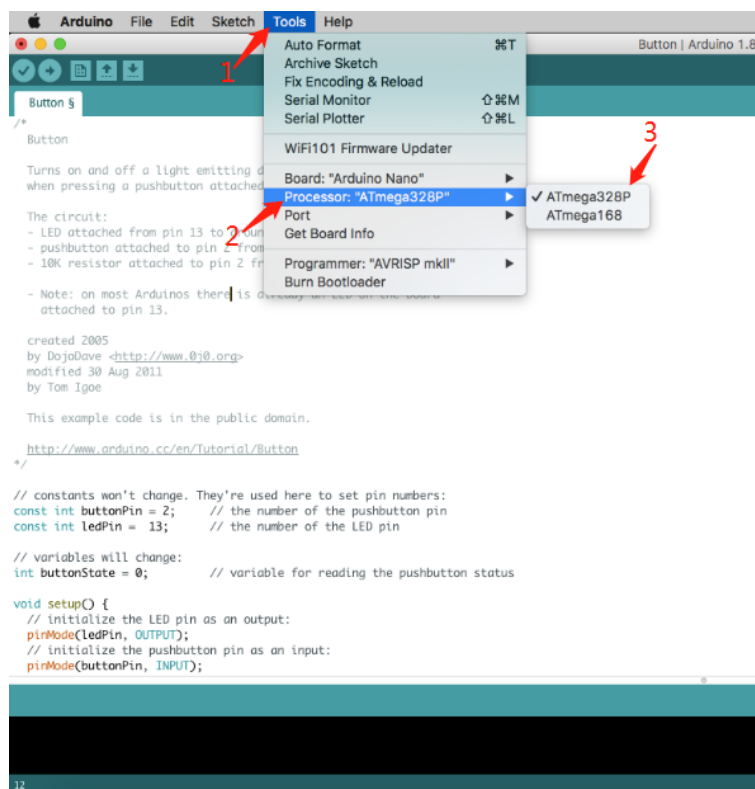 Arduino File Edit Sketch Tools Help
Button | Arduino 1.8
1
Auto Format ⌘T
Archive Sketch
Fix Encoding & Reload
Serial Monitor ⇧⌘M
Serial Plotter ⇧⌘L
WiFi101 Firmware Updater
Board: "Arduino Nano"
Processor: "ATmega328P"
Port
Get Board Info
Programmer: "AVRISP mkII"
Burn Bootloader
2
3
✓ ATmega328P
ATmega168
Button §
/*
Button
Turns on and off a light emitting d
when pressing a pushbutton attached
The circuit:
- LED attached from pin 13 to groun
- pushbutton attached to pin 2 from
- 10K resistor attached to pin 2 fr
- Note: on most Arduinos there is already an LED on the board
attached to pin 13.
created 2005
by DojoDave <http://www.0j0.org>
modified 30 Aug 2011
by Tom Igoe
This example code is in the public domain.
http://www.arduino.cc/en/Tutorial/Button
*/
// constants won't change. They're used here to set pin numbers:
const int buttonPin = 2; // the number of the pushbutton pin
const int ledPin = 13; // the number of the LED pin
// variables will change:
int buttonState = 0; // variable for reading the pushbutton status
void setup() {
// initialize the LED pin as an output:
pinMode(ledPin, OUTPUT);
// initialize the pushbutton pin as an input:
pinMode(buttonPin, INPUT);
12